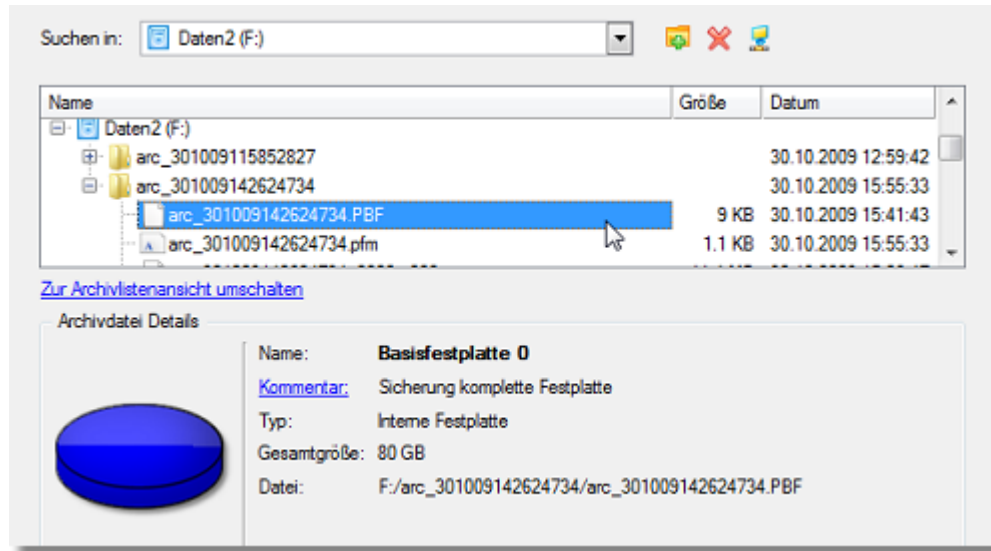 Suchen in: Daten2 (F:)
Name Größe Datum
Daten2 (F:)
arc_301009115852827 30.10.2009 12:59:42
arc_301009142624734 30.10.2009 15:55:33
arc_301009142624734.PBF 9 KB 30.10.2009 15:41:43
arc_301009142624734.pfm 1.1 KB 30.10.2009 15:55:33
Zur Archivlistenansicht umschalten
Archivdatei Details
Name: Basisfestplatte 0
Kommentar: Sicherung komplette Festplatte
Typ: Interne Festplatte
Gesamtgröße: 80 GB
Datei: F:/arc_301009142624734/arc_301009142624734.PBF